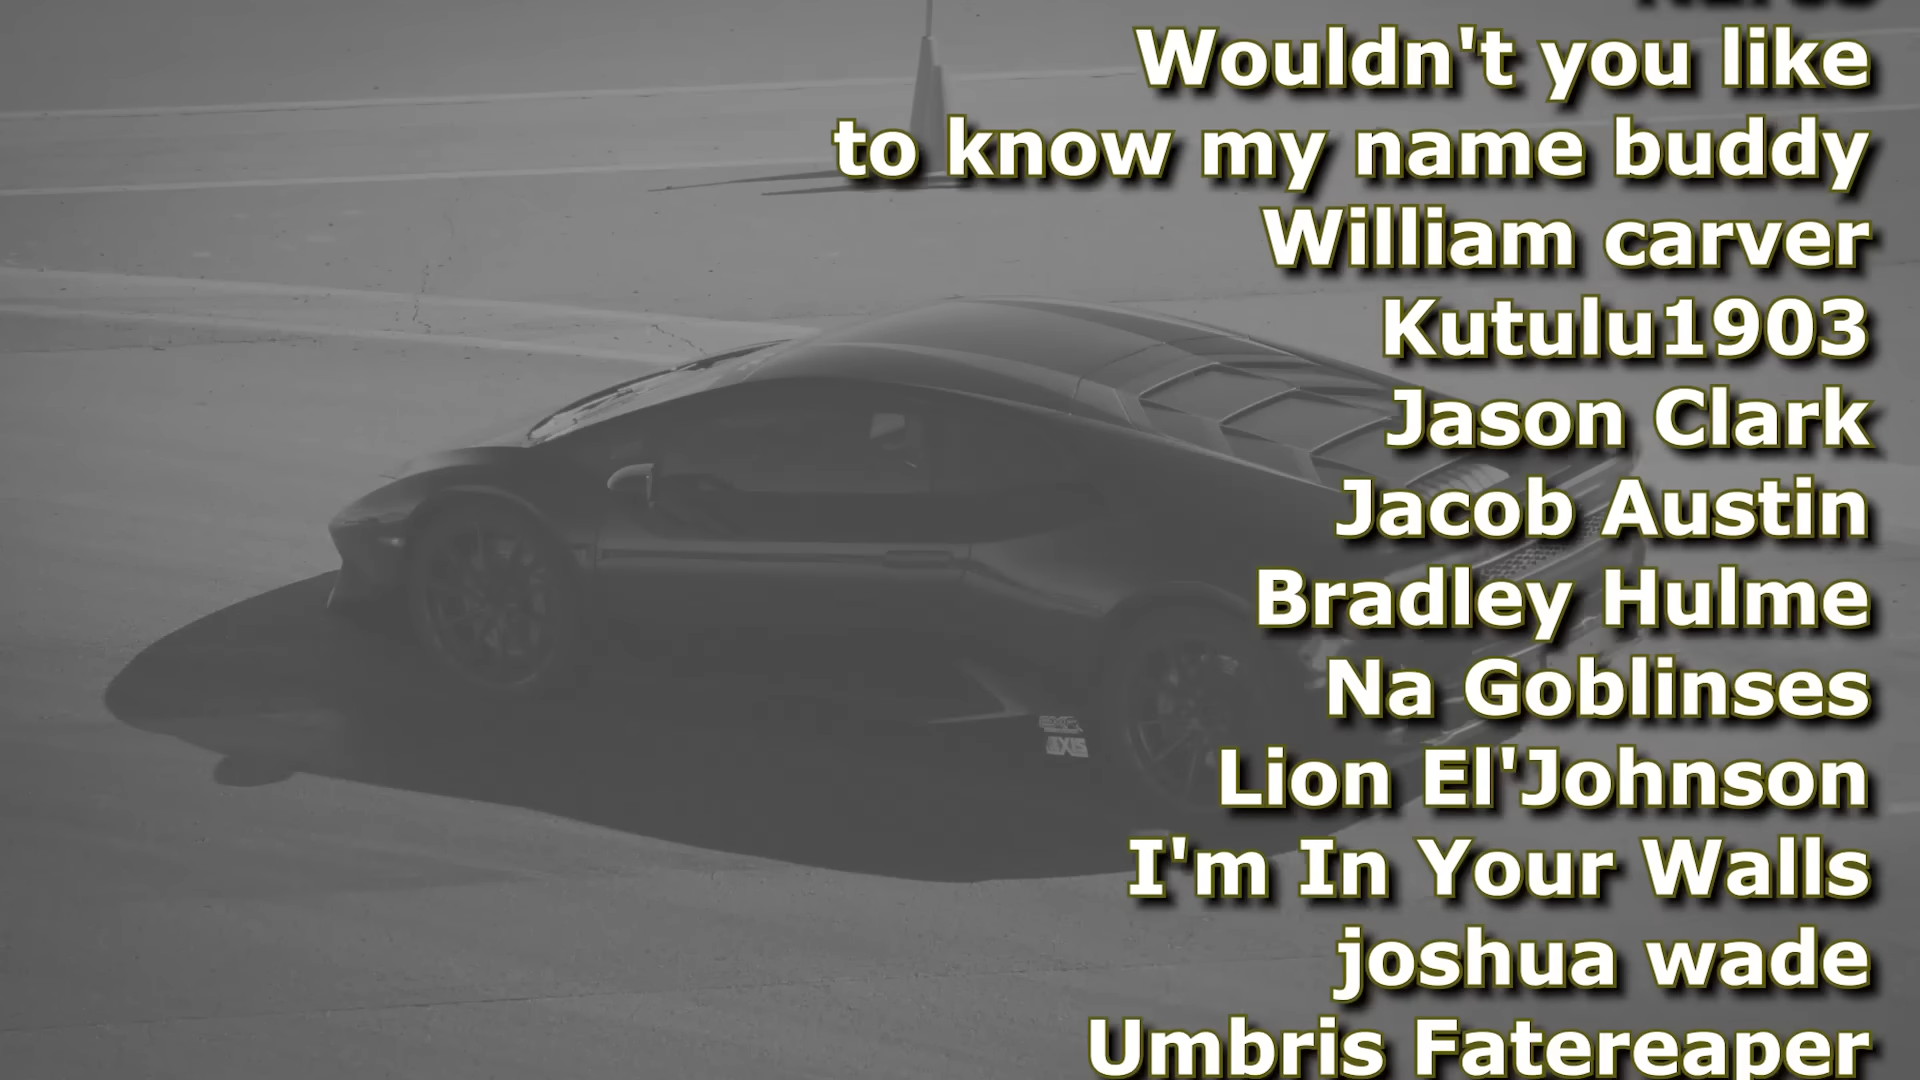 Wouldn't you like
to know my name buddy
William carver
Kutulu1903
Jason Clark
Jacob Austin
Bradley Hulme
Na Goblinses
Lion El'Johnson
I'm In Your Walls
joshua wade
Umbris Fatereaper